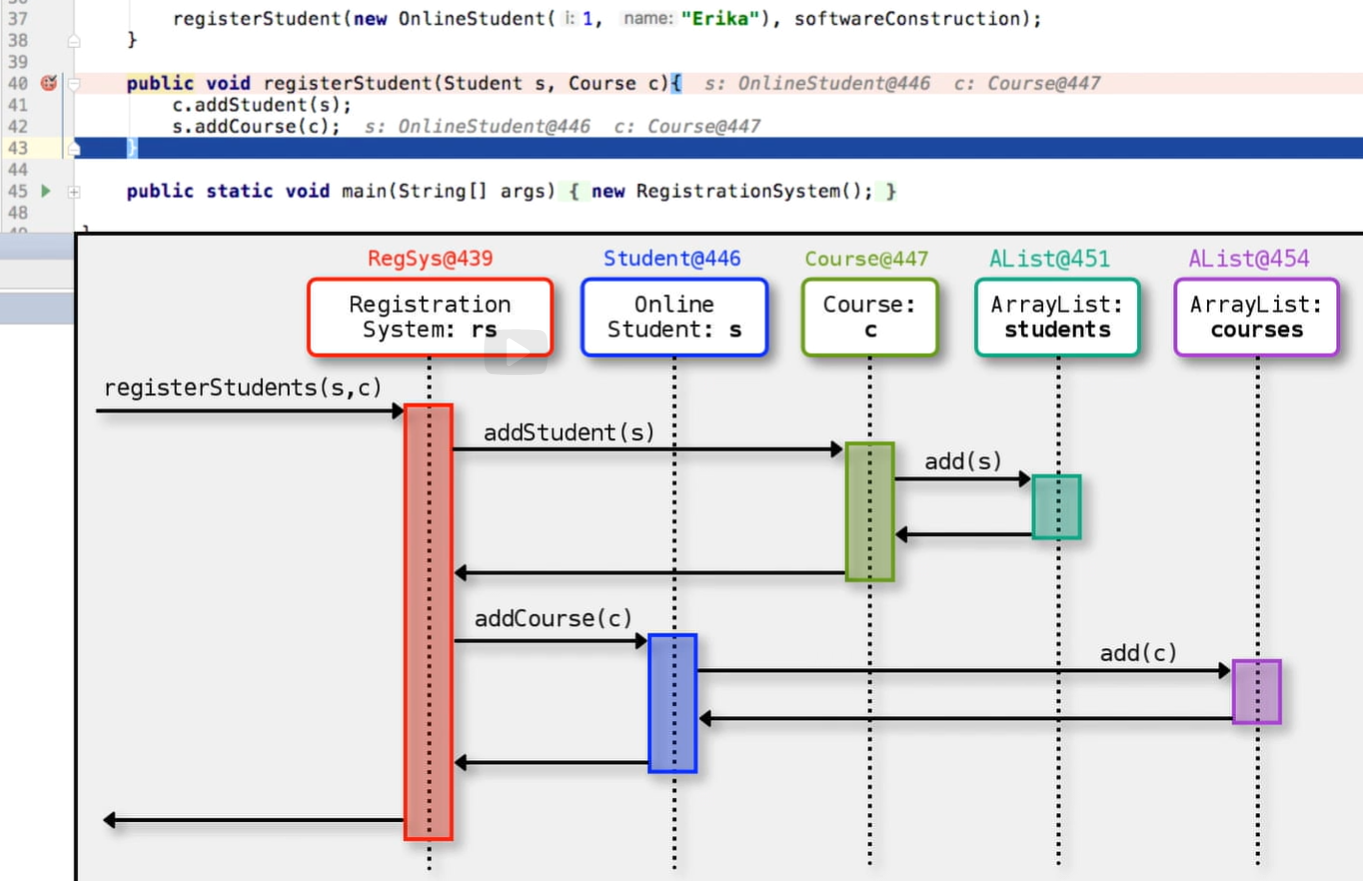 37 registerStudent(new OnlineStudent( i: 1, name: "Erika"), softwareConstruction);
38 }
39
40 public void registerStudent(Student s, Course c){ s: OnlineStudent@446 c: Course@447
41 c.addStudent(s);
42 s.addCourse(c); s: OnlineStudent@446 c: Course@447
43 }
44
45 public static void main(String[] args) { new RegistrationSystem(); }
48
RegSys@439 Student@446 Course@447 AList@451 AList@454
Registration Online Course: ArrayList: ArrayList:
System: rs Student: s c students courses
registerStudents(s,c)
addStudent(s)
add(s)
addCourse(c)
add(c)